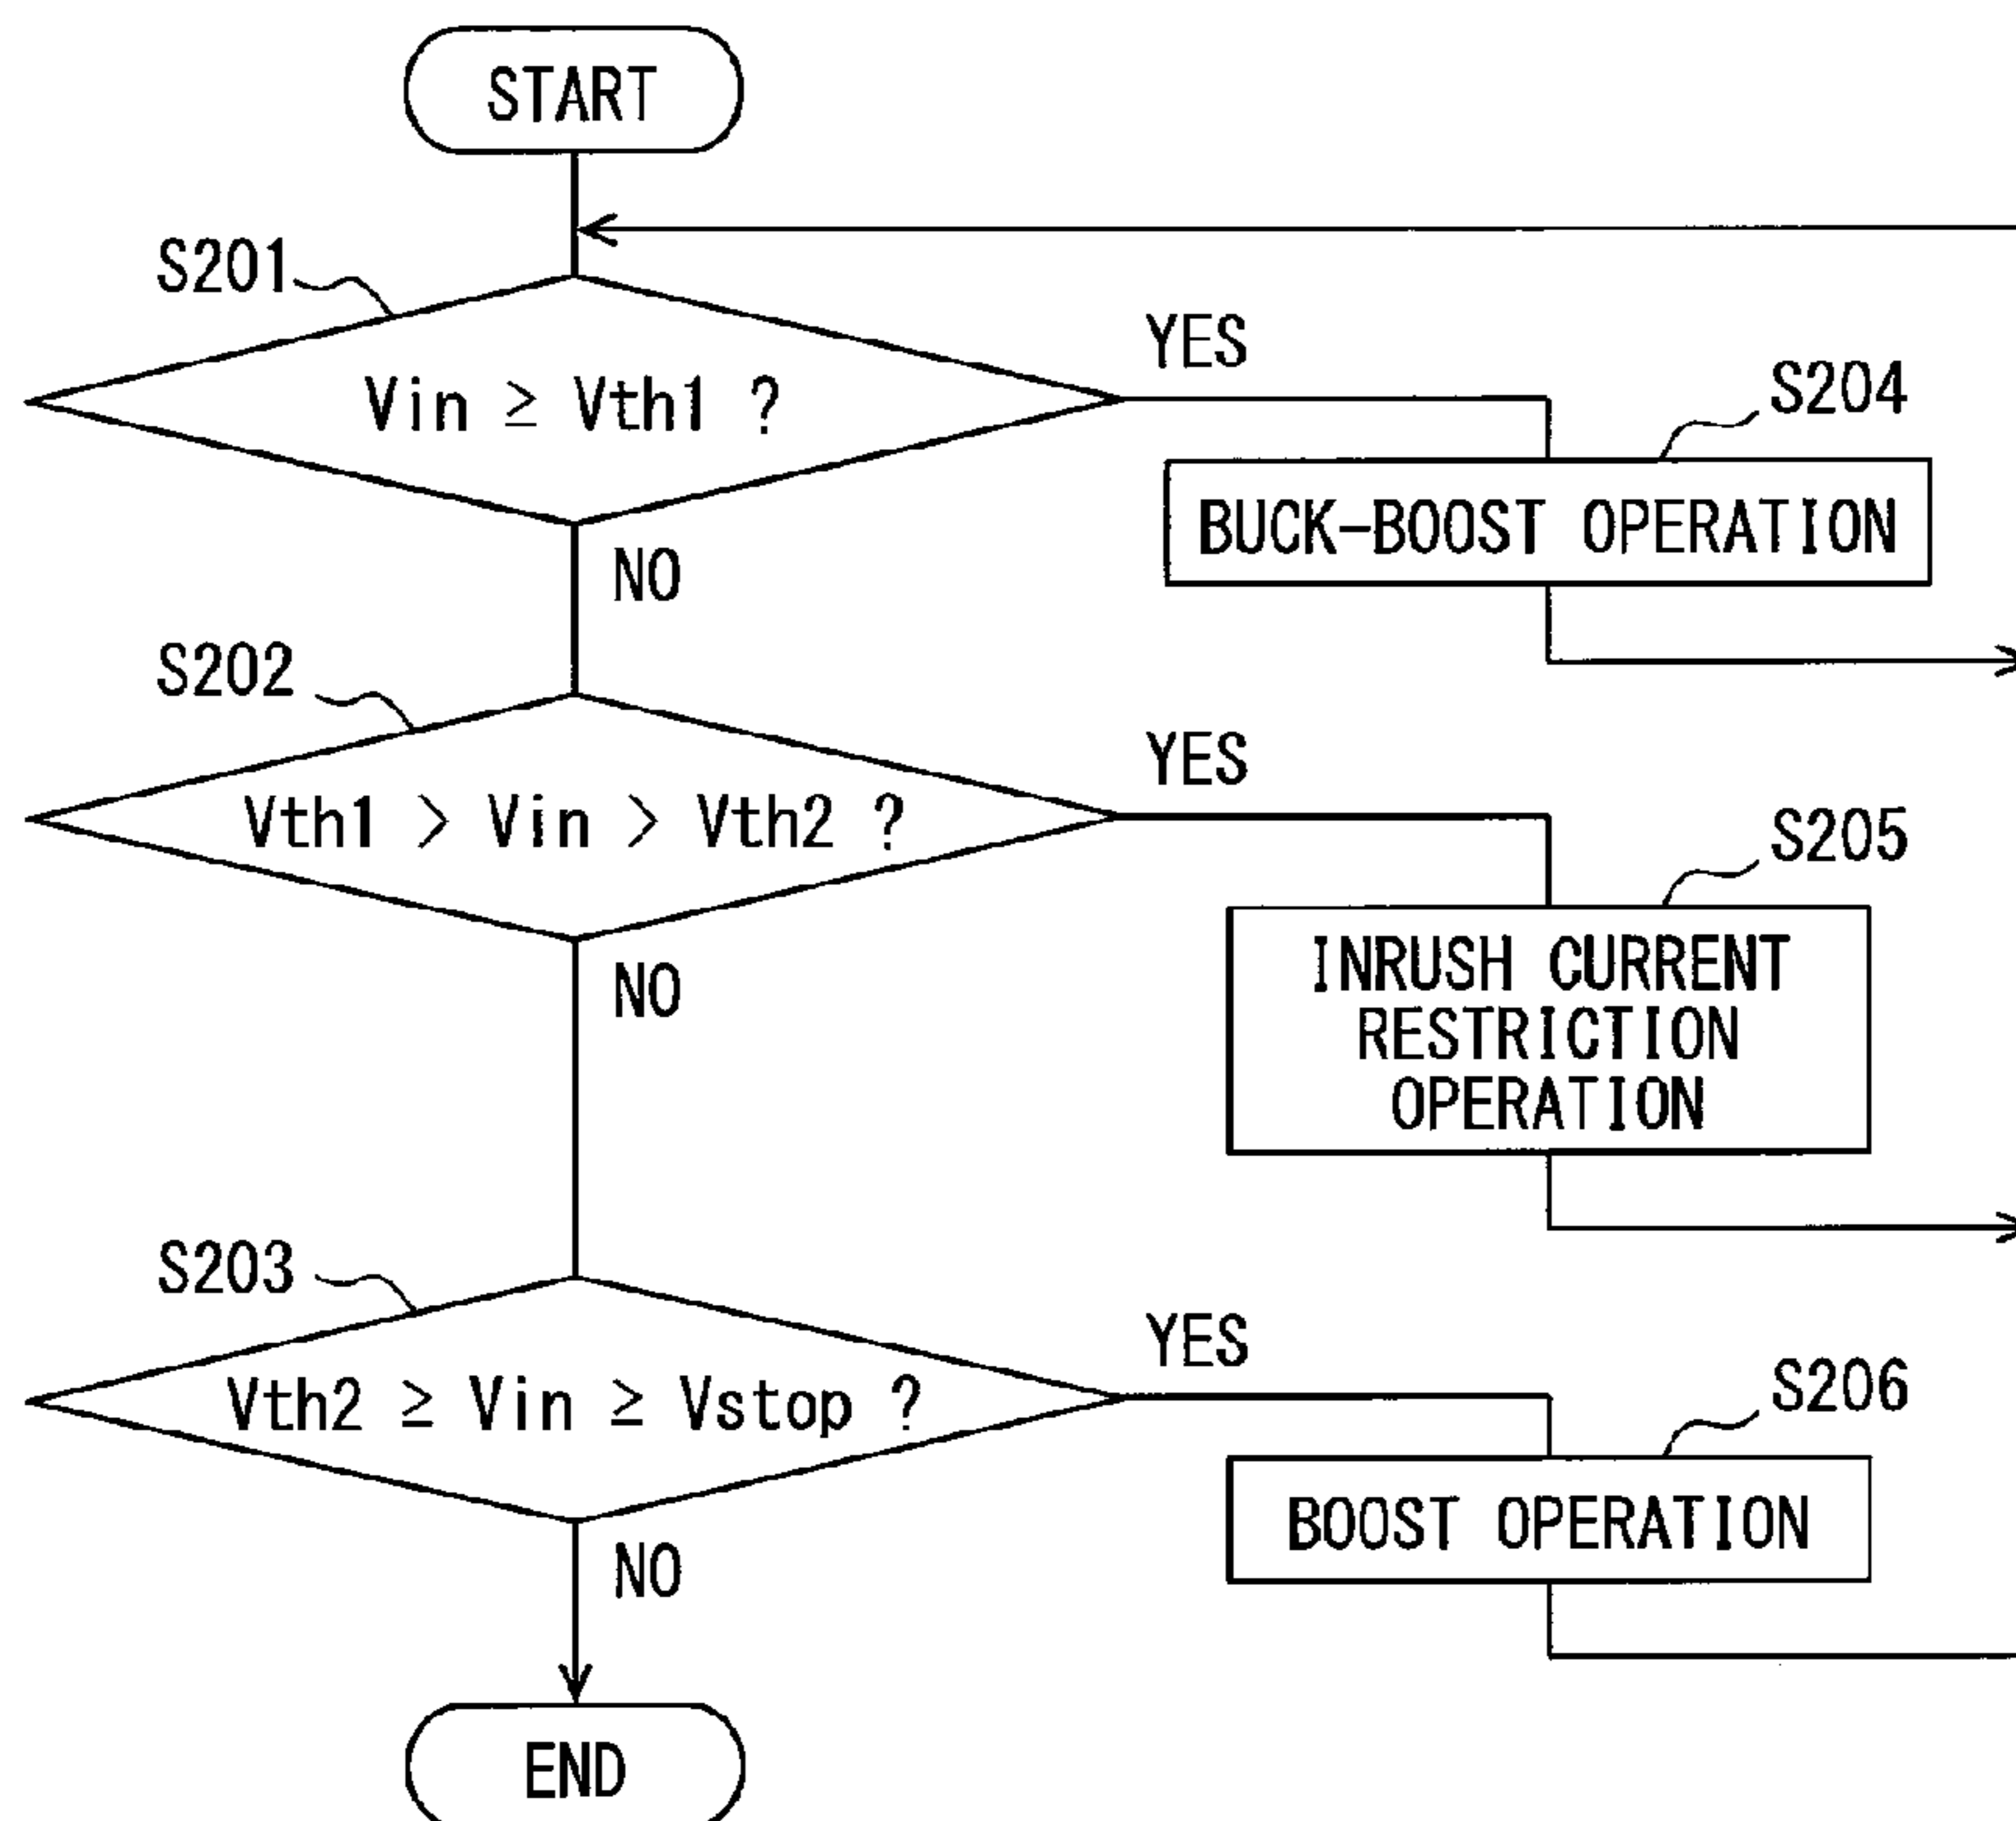 START
S201
Vin ≥ Vth1 ?
YES
S204
BUCK-BOOST OPERATION
NO
S202
Vth1 > Vin > Vth2 ?
YES
S205
INRUSH CURRENT
RESTRICTION
OPERATION
NO
S203
Vth2 ≥ Vin ≥ Vstop ?
YES
S206
BOOST OPERATION
NO
END